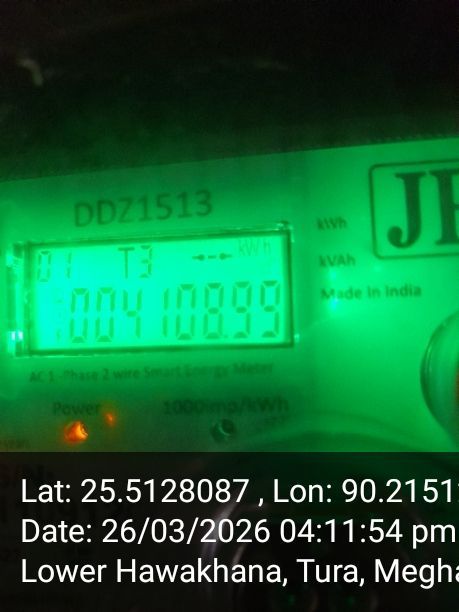 DDZ1513
kWh
01 T3 kWh
kVAh
00410899
Made in India
AC 1 -Phase 2 wire Smart Energy Meter
Power 1000imp/kWh
Lat: 25.5128087 , Lon: 90.2151
Date: 26/03/2026 04:11:54 pm
Lower Hawakhana, Tura, Megha